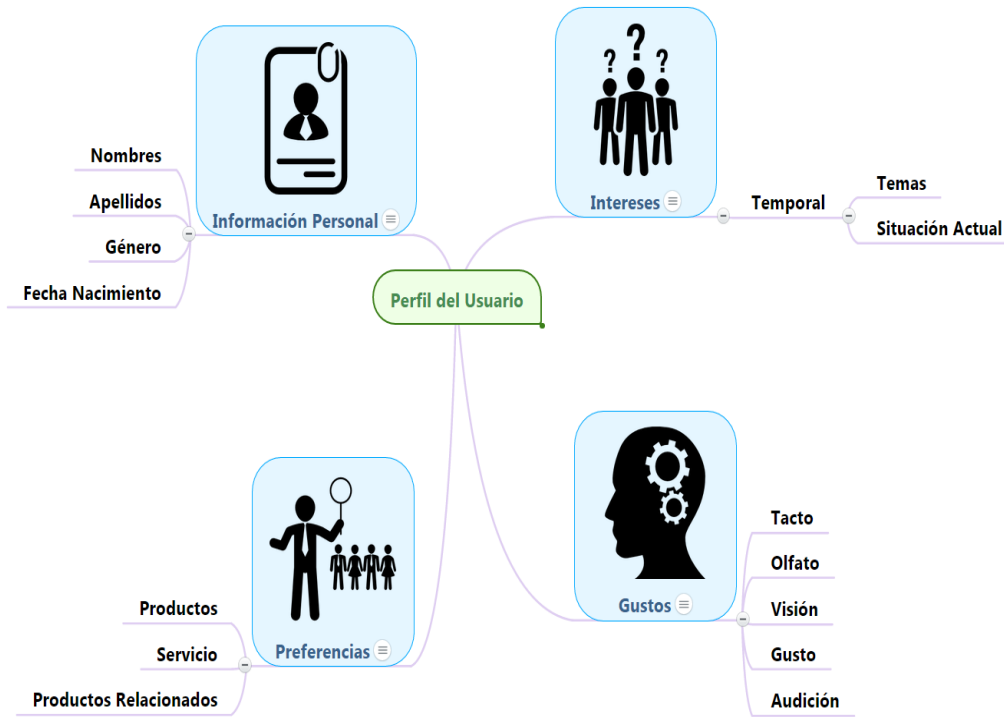 Perfil del Usuario
Información Personal
Nombres
Apellidos
Género
Fecha Nacimiento
? ? ?
Intereses
Temporal
Temas
Situación Actual
Preferencias
Productos
Servicio
Productos Relacionados
Gustos
Tacto
Olfato
Visión
Gusto
Audición